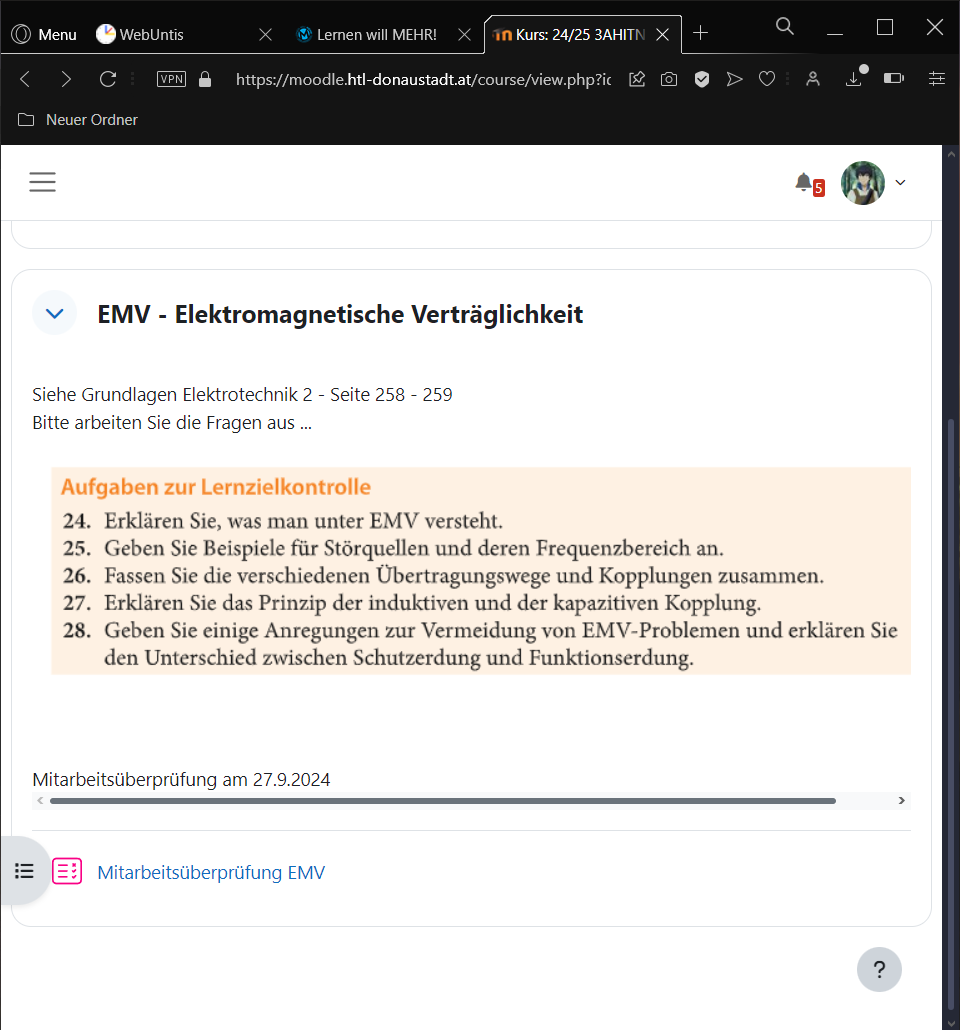 Menu
WebUntis
Lernen will MEHR!
Kurs: 24/25 3AHITN
VPN
https://moodle.htl-donaustadt.at/course/view.php?ic
Neuer Ordner
5
EMV - Elektromagnetische Verträglichkeit
Siehe Grundlagen Elektrotechnik 2 - Seite 258 - 259
Bitte arbeiten Sie die Fragen aus ...
Aufgaben zur Lernzielkontrolle
24. Erklären Sie, was man unter EMV versteht.
25. Geben Sie Beispiele für Störquellen und deren Frequenzbereich an.
26. Fassen Sie die verschiedenen Übertragungswege und Kopplungen zusammen.
27. Erklären Sie das Prinzip der induktiven und der kapazitiven Kopplung.
28. Geben Sie einige Anregungen zur Vermeidung von EMV-Problemen und erklären Sie
den Unterschied zwischen Schutzerdung und Funktionserdung.
Mitarbeitsüberprüfung am 27.9.2024
Mitarbeitsüberprüfung EMV
?